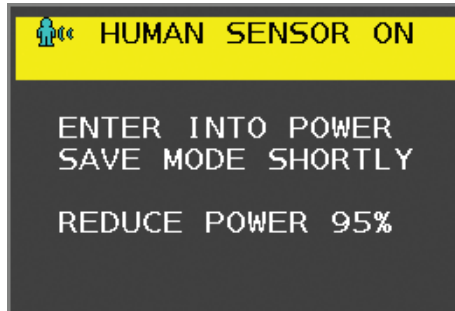 HUMAN SENSOR ON
ENTER INTO POWER
SAVE MODE SHORTLY
REDUCE POWER 95%